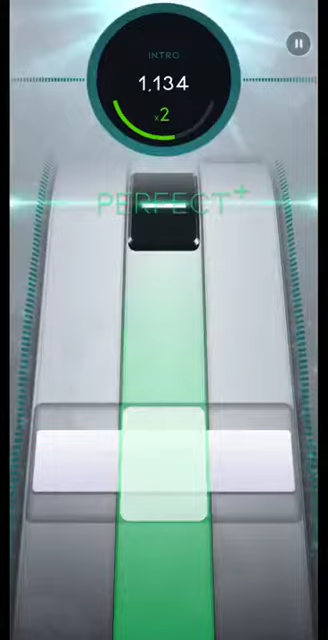 INTRO
1,134
x2
PERFECT+